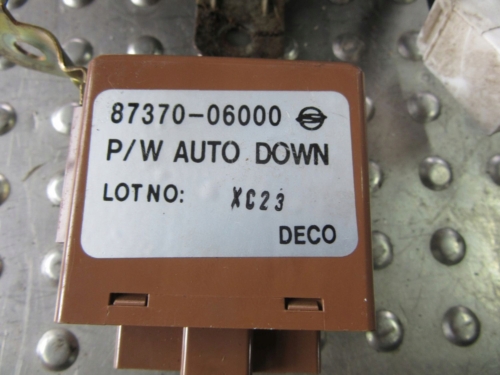 87370-06000
P/W AUTO DOWN
LOT NO: XC23
DECO